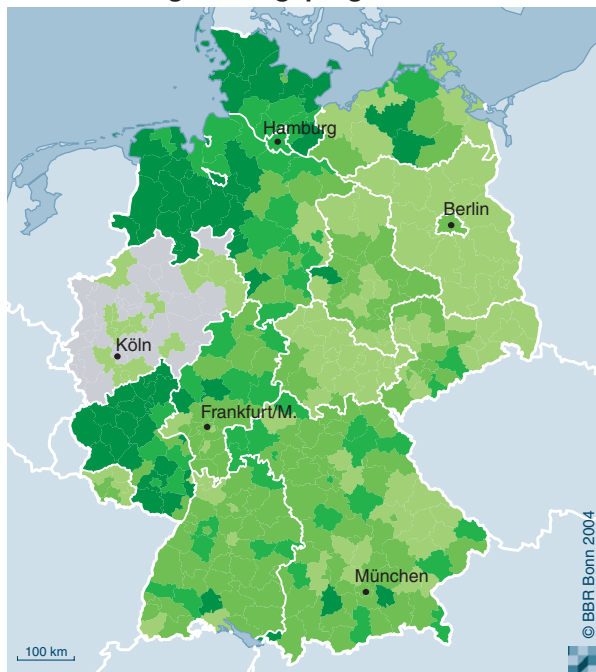 Hamburg
Berlin
Köln
Frankfurt/M.
München
100 km
© BBR Bonn 2004